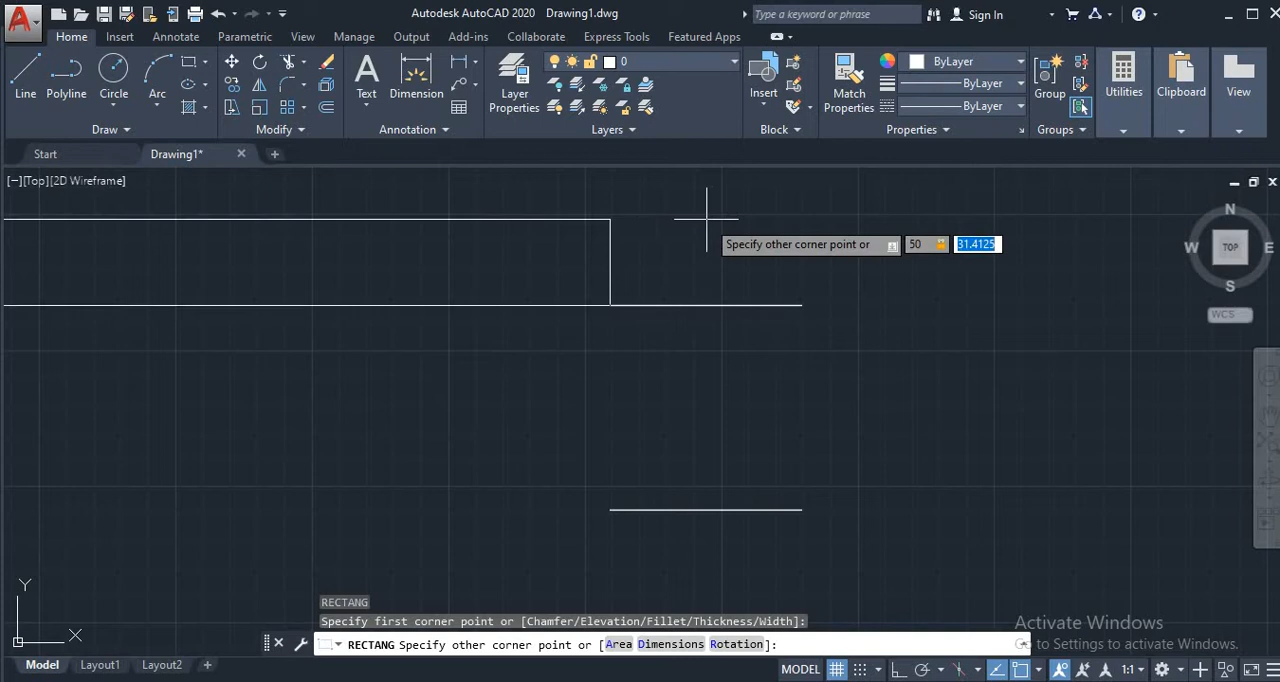 Autodesk AutoCAD 2020 Drawing1.dwg
Type a keyword or phrase
Sign In
Home Insert Annotate Parametric View Manage Output Add-ins Collaborate Express Tools Featured Apps
Line Polyline Circle Arc
Text Dimension
Layer Properties
0
Insert
Match Properties
ByLayer
ByLayer
ByLayer
Group
Utilities
Clipboard
View
Draw Modify Annotation Layers Block Properties Groups
Start Drawing1*
[−][Top][2D Wireframe]
N
W TOP E
S
WCS
Specify other corner point or 50 31.4125
Y
X
RECTANG
Specify first corner point or [Chamfer/Elevation/Fillet/Thickness/Width]:
RECTANG Specify other corner point or [Area Dimensions Rotation]:
Activate Windows
Go to Settings to activate Windows.
Model Layout1 Layout2
MODEL 1:1